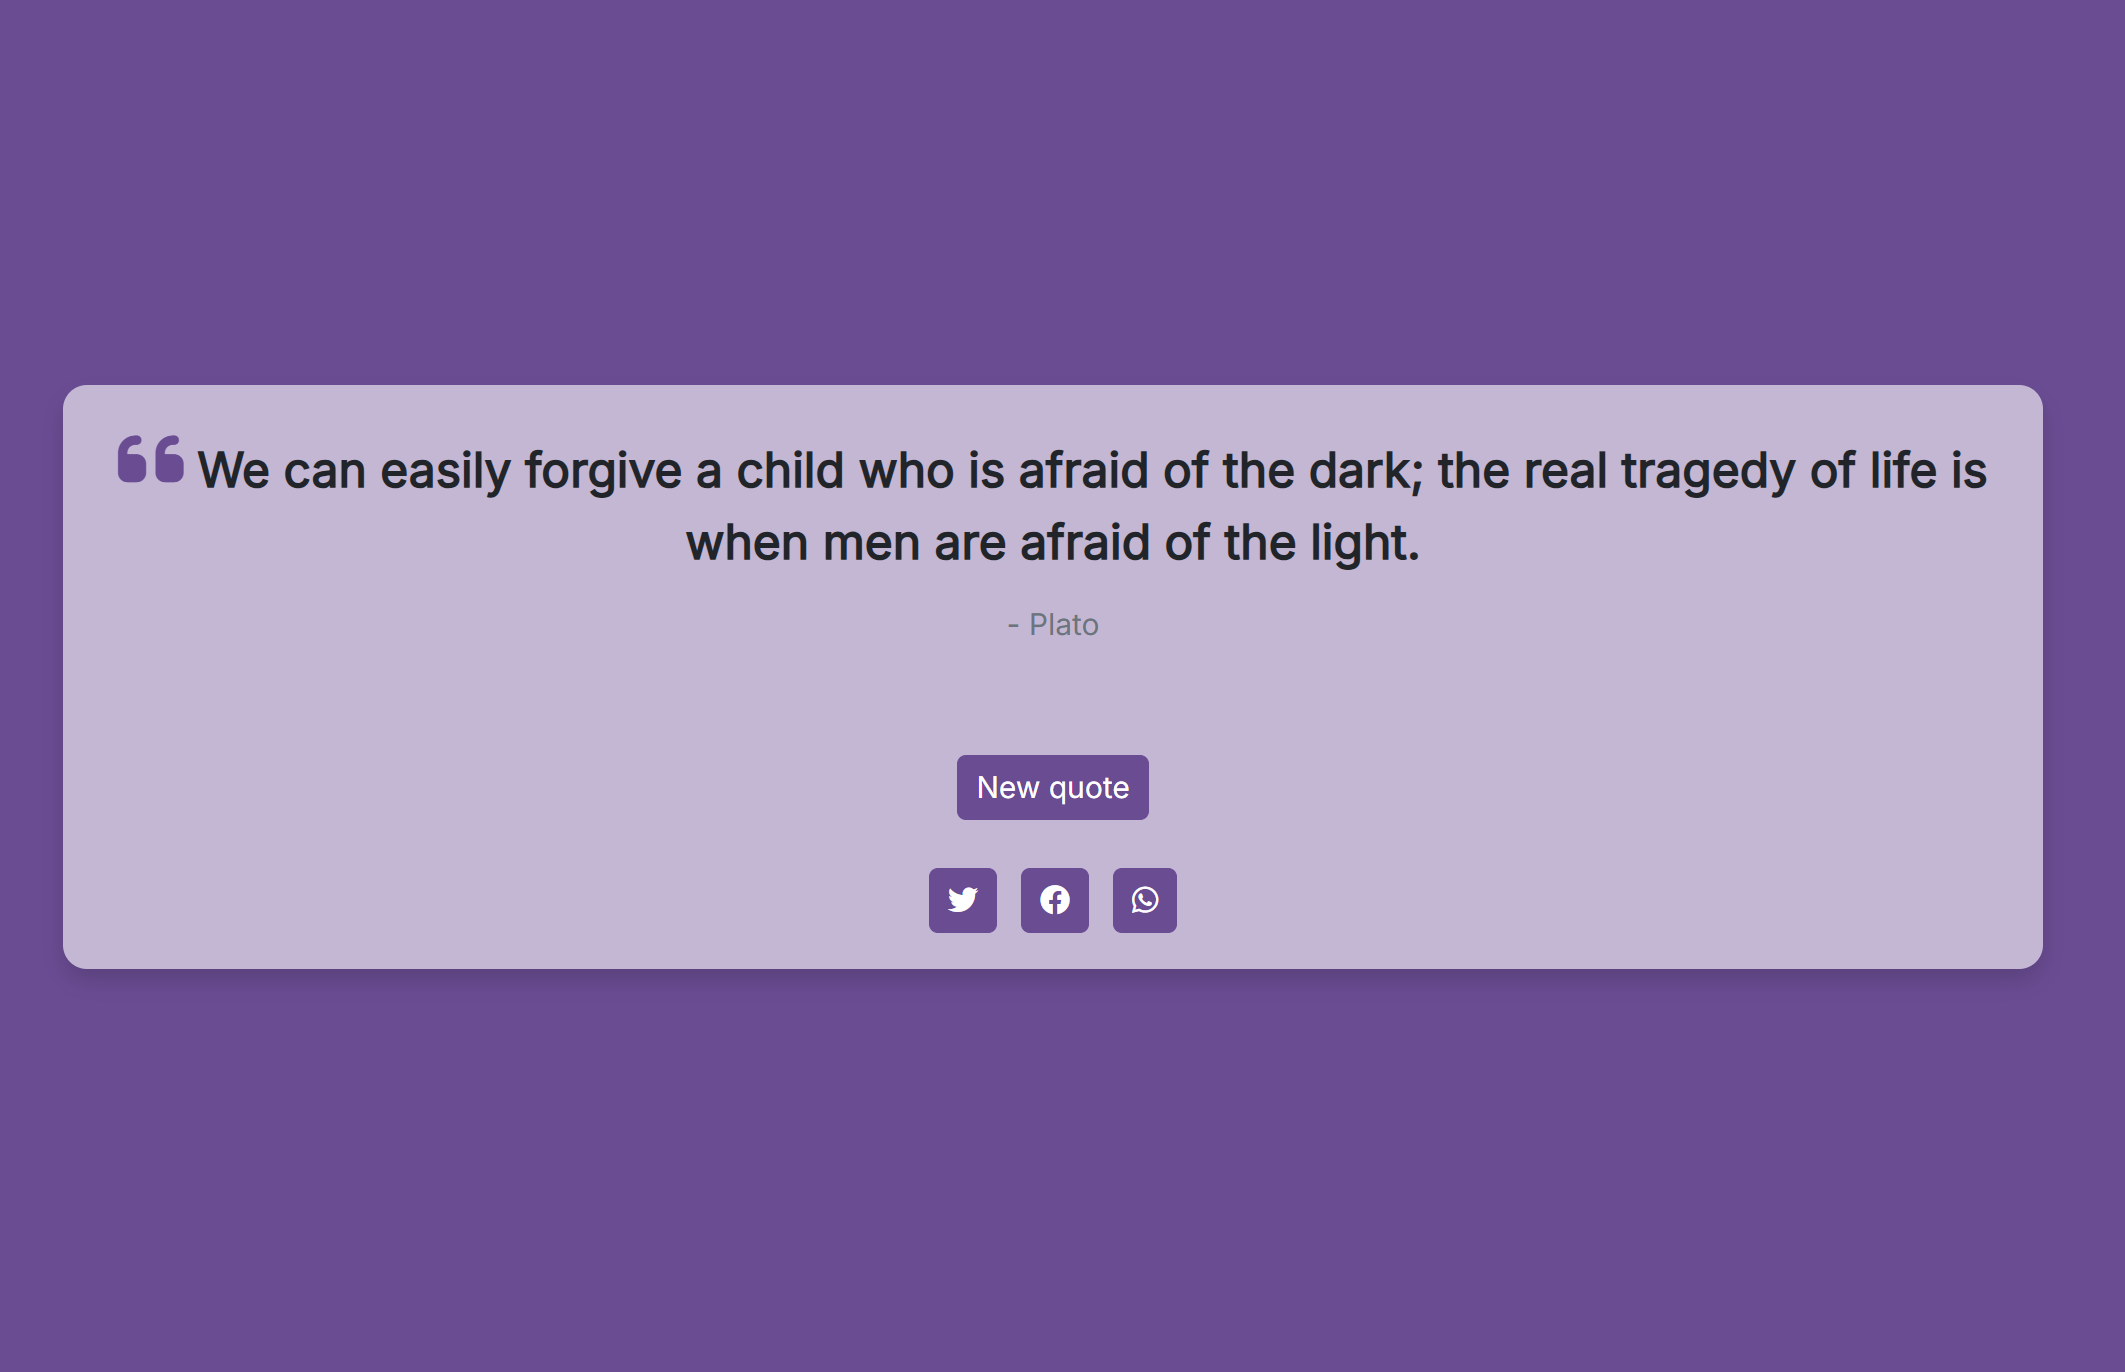 ❝ We can easily forgive a child who is afraid of the dark; the real tragedy of life is
when men are afraid of the light.
- Plato
New quote